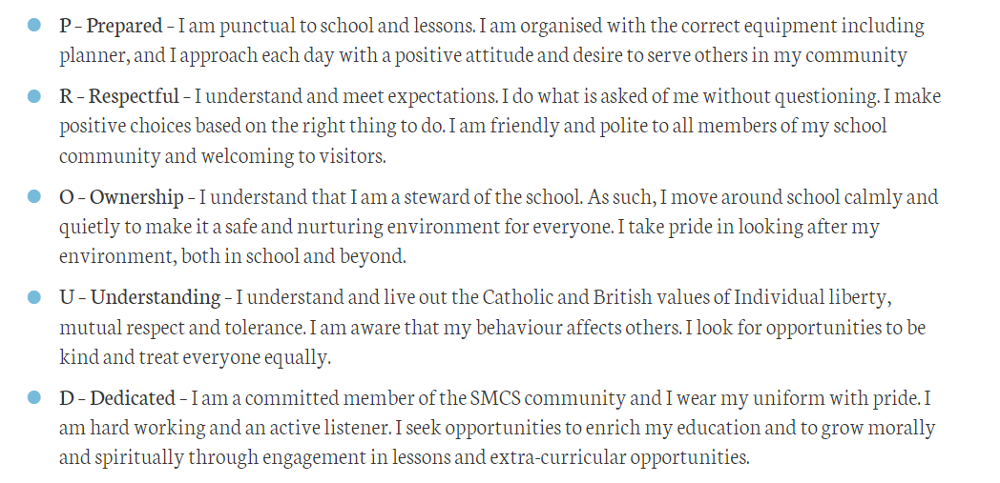 P – Prepared – I am punctual to school and lessons. I am organised with the correct equipment including
planner, and I approach each day with a positive attitude and desire to serve others in my community
R – Respectful – I understand and meet expectations. I do what is asked of me without questioning. I make
positive choices based on the right thing to do. I am friendly and polite to all members of my school
community and welcoming to visitors.
O – Ownership – I understand that I am a steward of the school. As such, I move around school calmly and
quietly to make it a safe and nurturing environment for everyone. I take pride in looking after my
environment, both in school and beyond.
U – Understanding – I understand and live out the Catholic and British values of Individual liberty,
mutual respect and tolerance. I am aware that my behaviour affects others. I look for opportunities to be
kind and treat everyone equally.
D – Dedicated – I am a committed member of the SMCS community and I wear my uniform with pride. I
am hard working and an active listener. I seek opportunities to enrich my education and to grow morally
and spiritually through engagement in lessons and extra-curricular opportunities.